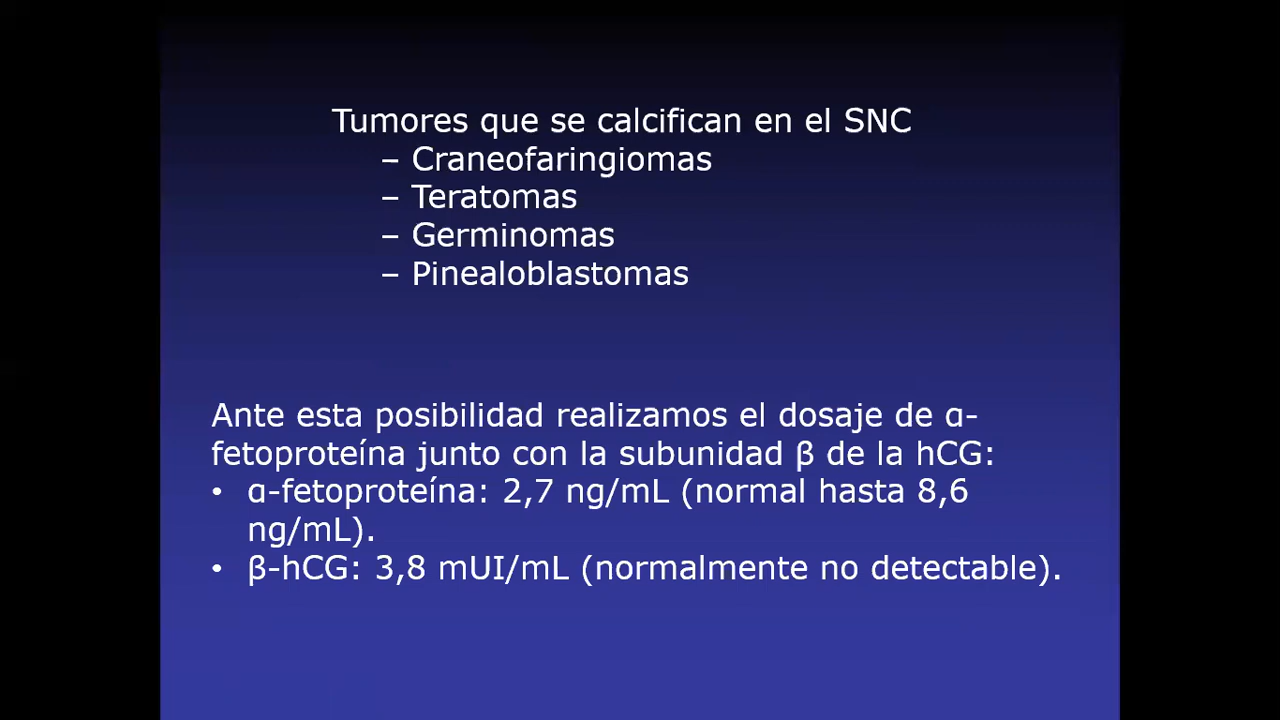 Tumores que se calcifican en el SNC
– Craneofaringiomas
– Teratomas
– Germinomas
– Pinealoblastomas
Ante esta posibilidad realizamos el dosaje de α-
fetoproteína junto con la subunidad β de la hCG:
• α-fetoproteína: 2,7 ng/mL (normal hasta 8,6
ng/mL).
• β-hCG: 3,8 mUI/mL (normalmente no detectable).